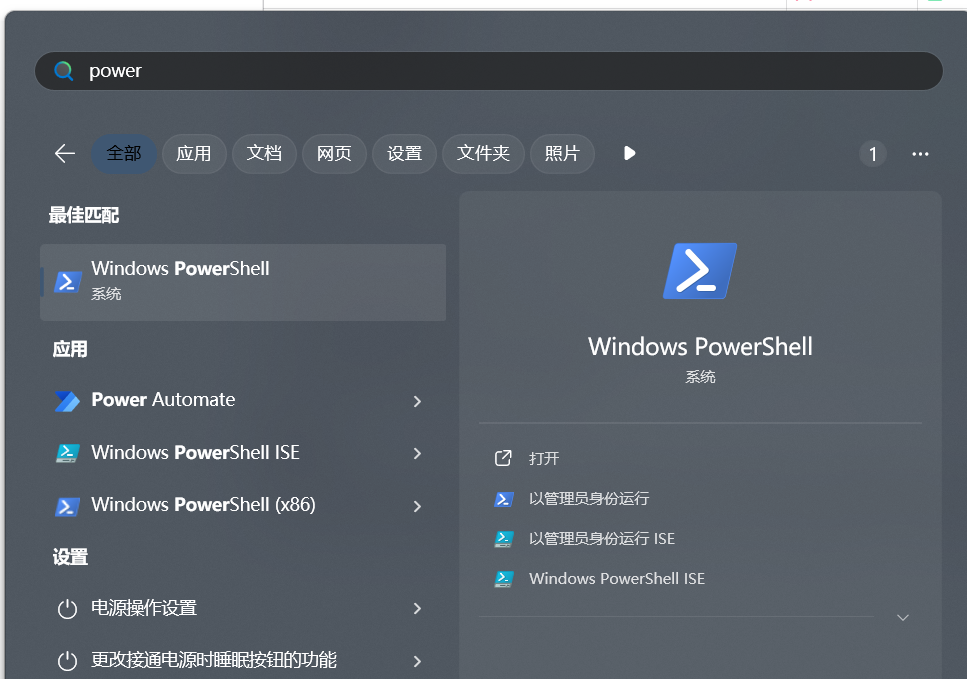 power
全部 应用 文档 网页 设置 文件夹 照片 1
最佳匹配
Windows PowerShell
系统
应用
Power Automate
Windows PowerShell ISE
Windows PowerShell (x86)
设置
电源操作设置
更改接通电源时睡眠按钮的功能
Windows PowerShell
系统
打开
以管理员身份运行
以管理员身份运行 ISE
Windows PowerShell ISE